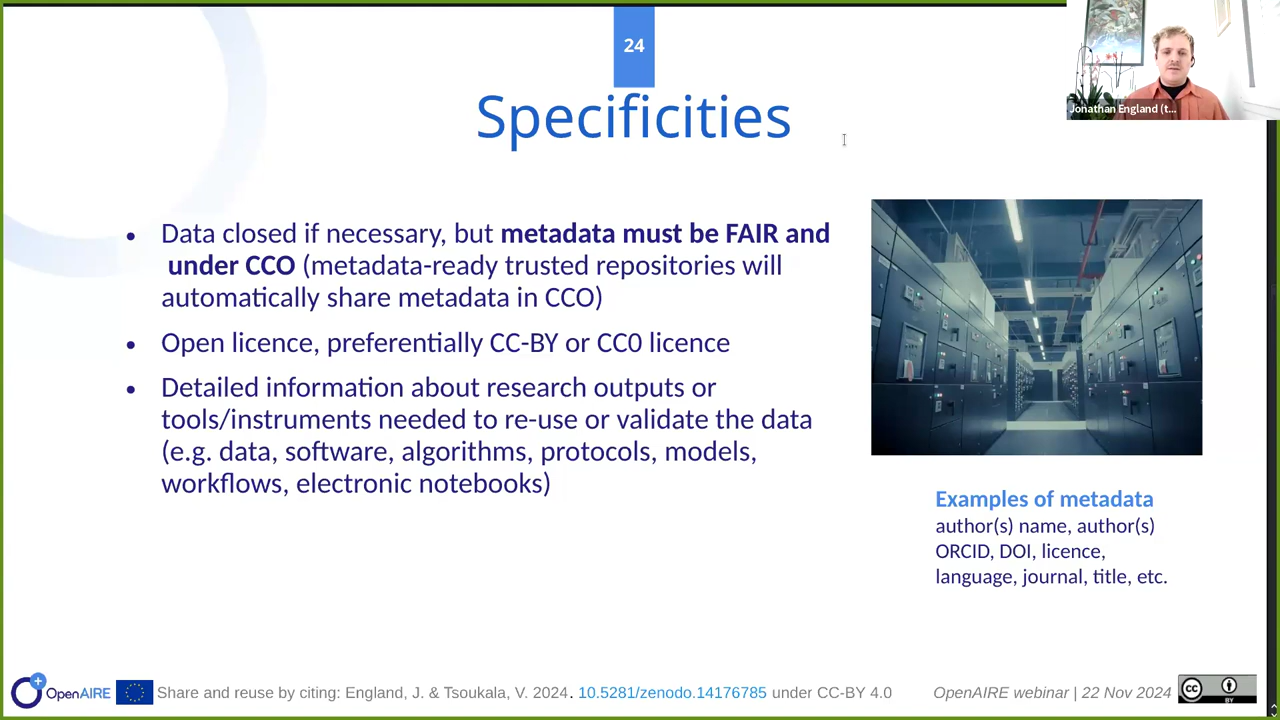 24
Jonathan England (t...
Specificities
• Data closed if necessary, but metadata must be FAIR and
under CCO (metadata-ready trusted repositories will
automatically share metadata in CCO)
• Open licence, preferentially CC-BY or CC0 licence
• Detailed information about research outputs or
tools/instruments needed to re-use or validate the data
(e.g. data, software, algorithms, protocols, models,
workflows, electronic notebooks)
Examples of metadata
author(s) name, author(s)
ORCID, DOI, licence,
language, journal, title, etc.
OpenAIRE Share and reuse by citing: England, J. & Tsoukala, V. 2024. 10.5281/zenodo.14176785 under CC-BY 4.0 OpenAIRE webinar | 22 Nov 2024 cc BY